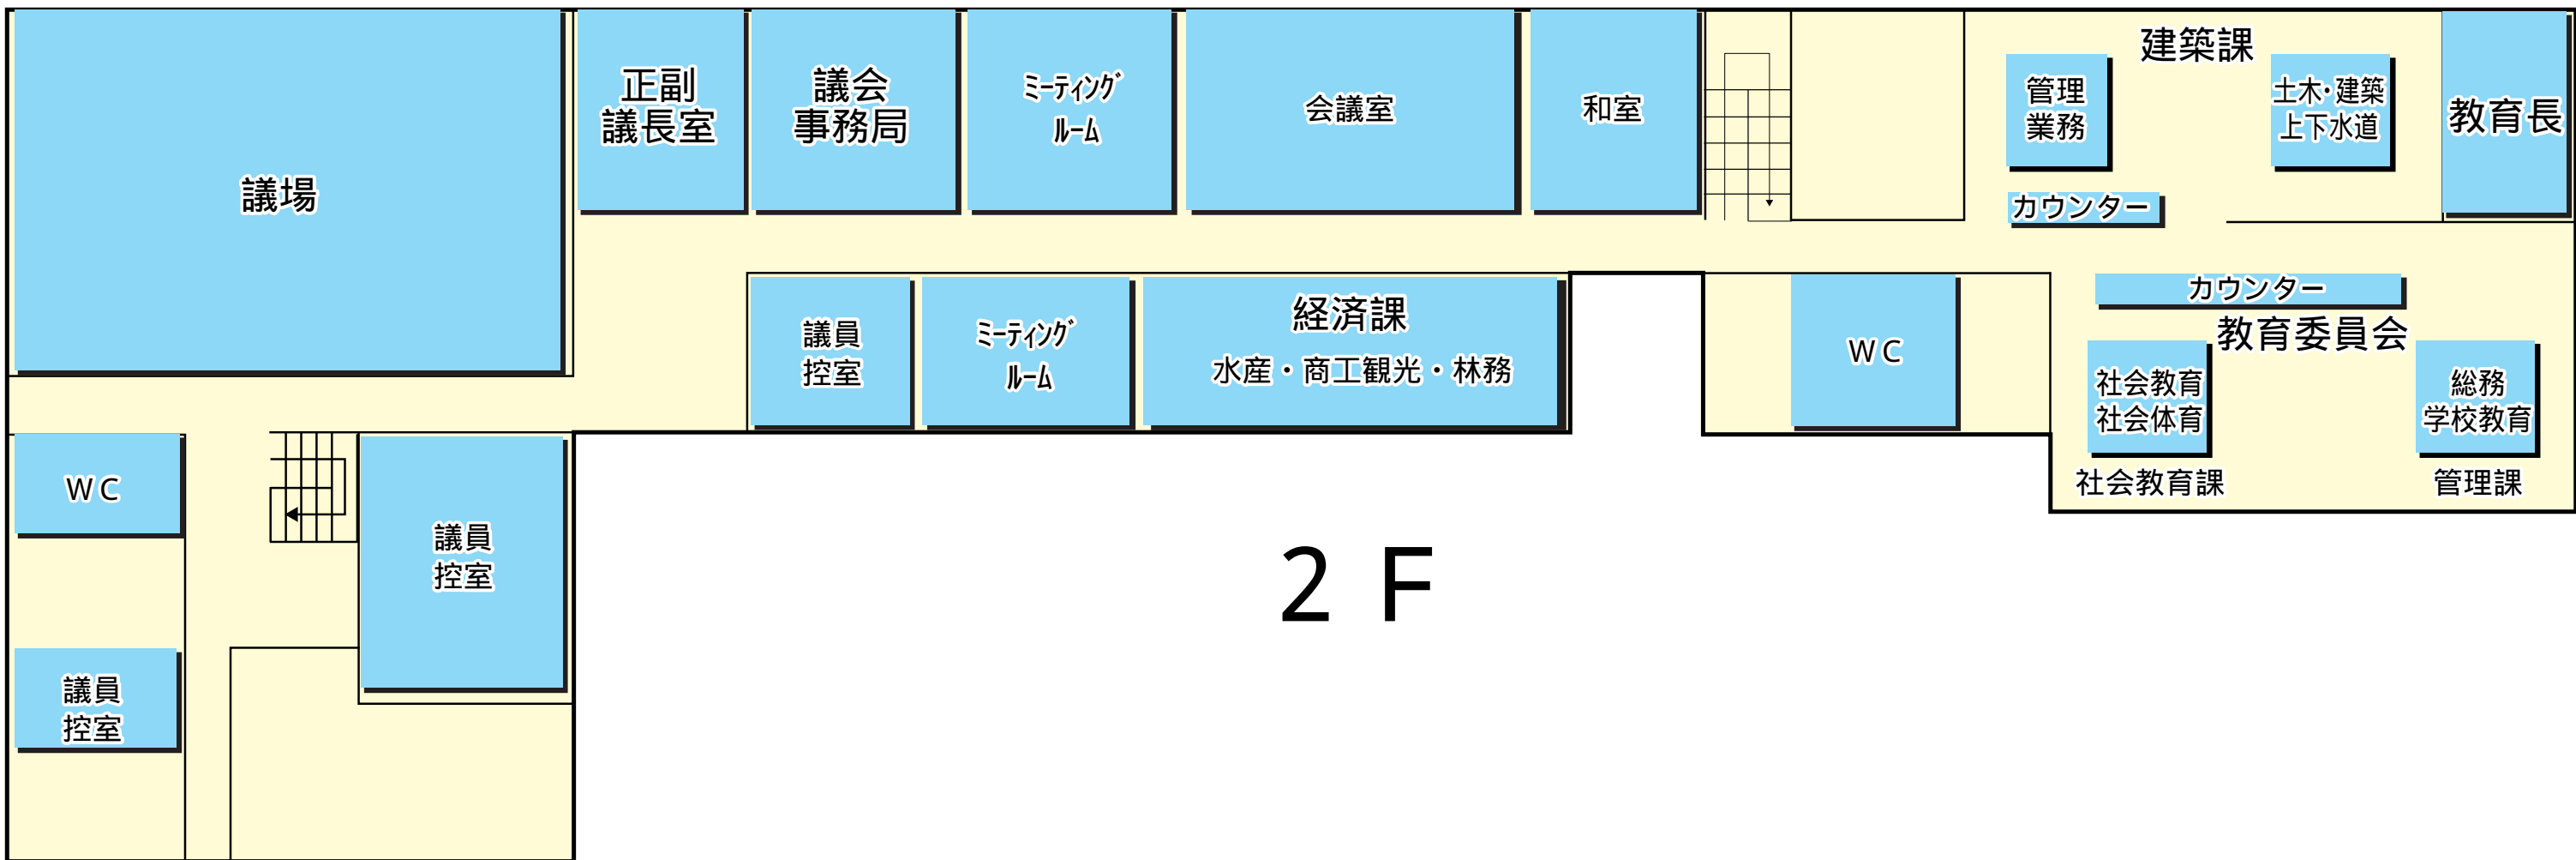 議場
正副
議長室
議会
事務局
ﾐｰﾃｨﾝｸﾞ
ﾙｰﾑ
会議室
和室
建築課
管理
業務
土木･建築
上下水道
教育長
カウンター
議員
控室
ﾐｰﾃｨﾝｸﾞ
ﾙｰﾑ
経済課
水産・商工観光・林務
ＷＣ
カウンター
教育委員会
社会教育
社会体育
総務
学校教育
社会教育課
管理課
ＷＣ
議員
控室
議員
控室
２Ｆ